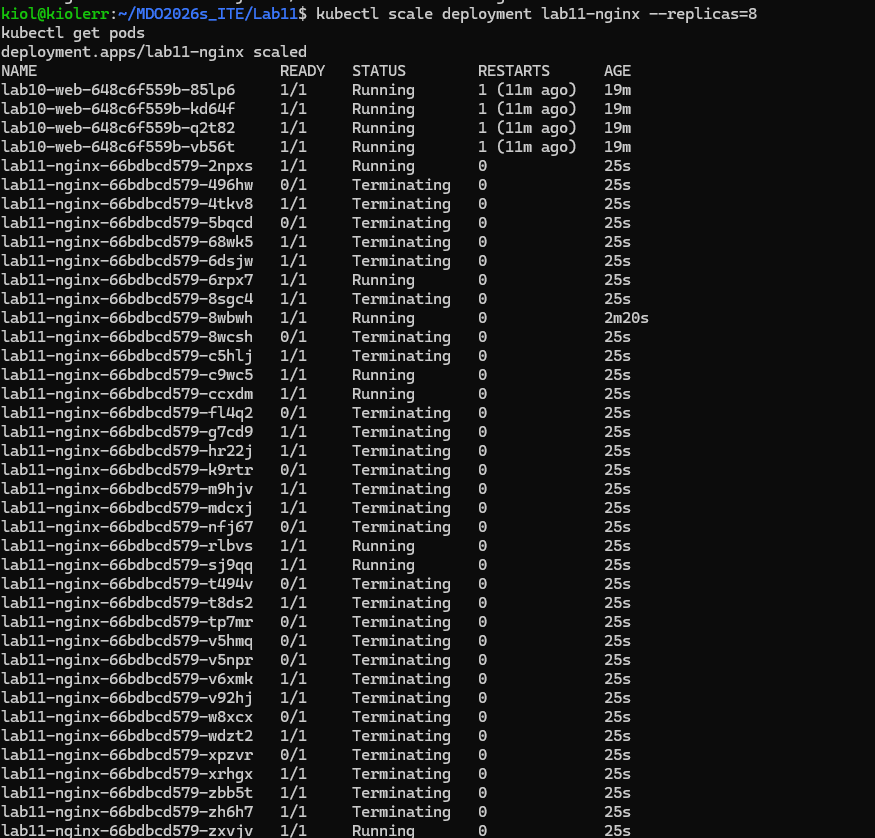 kiol@kiolerr:~/MDO2026s_ITE/Lab11$ kubectl scale deployment lab11-nginx --replicas=8
kubectl get pods
deployment.apps/lab11-nginx scaled
NAME READY STATUS RESTARTS AGE
lab10-web-648c6f559b-85lp6 1/1 Running 1 (11m ago) 19m
lab10-web-648c6f559b-kd64f 1/1 Running 1 (11m ago) 19m
lab10-web-648c6f559b-q2t82 1/1 Running 1 (11m ago) 19m
lab10-web-648c6f559b-vb56t 1/1 Running 1 (11m ago) 19m
lab11-nginx-66bdbcd579-2npxs 1/1 Running 0 25s
lab11-nginx-66bdbcd579-496hw 0/1 Terminating 0 25s
lab11-nginx-66bdbcd579-4tkv8 1/1 Terminating 0 25s
lab11-nginx-66bdbcd579-5bqcd 0/1 Terminating 0 25s
lab11-nginx-66bdbcd579-68wk5 1/1 Terminating 0 25s
lab11-nginx-66bdbcd579-6dsjw 1/1 Terminating 0 25s
lab11-nginx-66bdbcd579-6rpx7 1/1 Running 0 25s
lab11-nginx-66bdbcd579-8sgc4 1/1 Terminating 0 25s
lab11-nginx-66bdbcd579-8wbwh 1/1 Running 0 2m20s
lab11-nginx-66bdbcd579-8wcsh 0/1 Terminating 0 25s
lab11-nginx-66bdbcd579-c5hlj 1/1 Terminating 0 25s
lab11-nginx-66bdbcd579-c9wc5 1/1 Running 0 25s
lab11-nginx-66bdbcd579-ccxdm 1/1 Running 0 25s
lab11-nginx-66bdbcd579-fl4q2 0/1 Terminating 0 25s
lab11-nginx-66bdbcd579-g7cd9 1/1 Terminating 0 25s
lab11-nginx-66bdbcd579-hr22j 1/1 Terminating 0 25s
lab11-nginx-66bdbcd579-k9rtr 0/1 Terminating 0 25s
lab11-nginx-66bdbcd579-m9hjv 1/1 Terminating 0 25s
lab11-nginx-66bdbcd579-mdcxj 1/1 Terminating 0 25s
lab11-nginx-66bdbcd579-nfj67 0/1 Terminating 0 25s
lab11-nginx-66bdbcd579-rlbvs 1/1 Running 0 25s
lab11-nginx-66bdbcd579-sj9qq 1/1 Running 0 25s
lab11-nginx-66bdbcd579-t494v 0/1 Terminating 0 25s
lab11-nginx-66bdbcd579-t8ds2 1/1 Terminating 0 25s
lab11-nginx-66bdbcd579-tp7mr 0/1 Terminating 0 25s
lab11-nginx-66bdbcd579-v5hmq 0/1 Terminating 0 25s
lab11-nginx-66bdbcd579-v5npr 0/1 Terminating 0 25s
lab11-nginx-66bdbcd579-v6xmk 1/1 Terminating 0 25s
lab11-nginx-66bdbcd579-v92hj 1/1 Terminating 0 25s
lab11-nginx-66bdbcd579-w8xcx 0/1 Terminating 0 25s
lab11-nginx-66bdbcd579-wdzt2 1/1 Terminating 0 25s
lab11-nginx-66bdbcd579-xpzvr 0/1 Terminating 0 25s
lab11-nginx-66bdbcd579-xrhgx 1/1 Terminating 0 25s
lab11-nginx-66bdbcd579-zbb5t 1/1 Terminating 0 25s
lab11-nginx-66bdbcd579-zh6h7 1/1 Terminating 0 25s
lab11-nginx-66bdbcd579-zxvjv 1/1 Running 0 25s